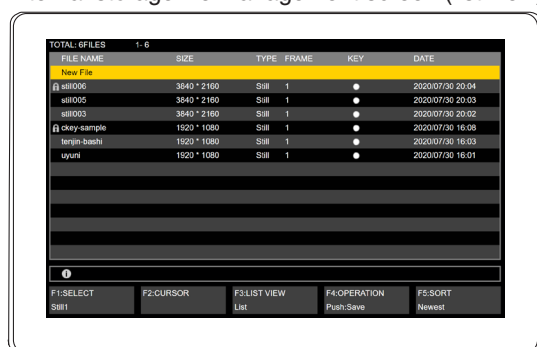 TOTAL: 6FILES 1- 6
FILE NAME SIZE TYPE FRAME KEY DATE
New File
still006 3840 * 2160 Still 1 2020/07/30 20:04
still005 3840 * 2160 Still 1 2020/07/30 20:03
still003 3840 * 2160 Still 1 2020/07/30 20:02
ckey-sample 1920 * 1080 Still 1 2020/07/30 16:08
tenjin-bashi 1920 * 1080 Still 1 2020/07/30 16:03
uyuni 1920 * 1080 Still 1 2020/07/30 16:01
F1:SELECT F2:CURSOR F3:LIST VIEW F4:OPERATION F5:SORT
Still1 List Push:Save Newest